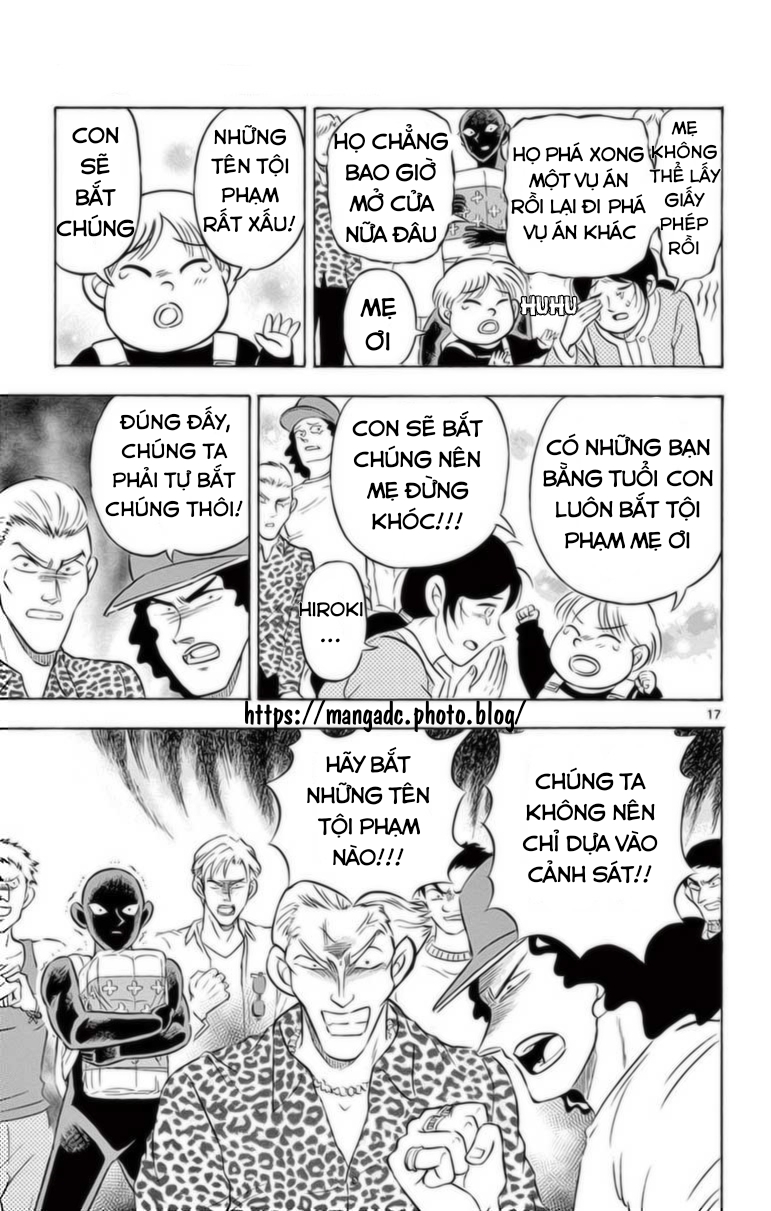 MẸ
KHÔNG
THỂ LẤY
GIẤY
PHÉP
RỒI
HỌ PHÁ XONG
MỘT VỤ ÁN
RỒI LẠI ĐI PHÁ
VỤ ÁN KHÁC
HỌ CHẲNG
BAO GIỜ
MỞ CỬA
NỮA ĐÂU
HUHU
MẸ
ƠI
NHỮNG
TÊN TỘI
PHẠM
RẤT XẤU!
CON
SẼ
BẮT
CHÚNG
CÓ NHỮNG BẠN
BẰNG TUỔI CON
LUÔN BẮT TỘI
PHẠM MẸ ƠI
CON SẼ BẮT
CHÚNG NÊN
MẸ ĐỪNG
KHÓC!!!
HIROKI
...
ĐÚNG ĐẤY,
CHÚNG TA
PHẢI TỰ BẮT
CHÚNG THÔI!
17
https://mangadc.photo.blog/
CHÚNG TA
KHÔNG NÊN
CHỈ DỰA VÀO
CẢNH SÁT!!
HÃY BẮT
NHỮNG TÊN
TỘI PHẠM
NÀO!!!